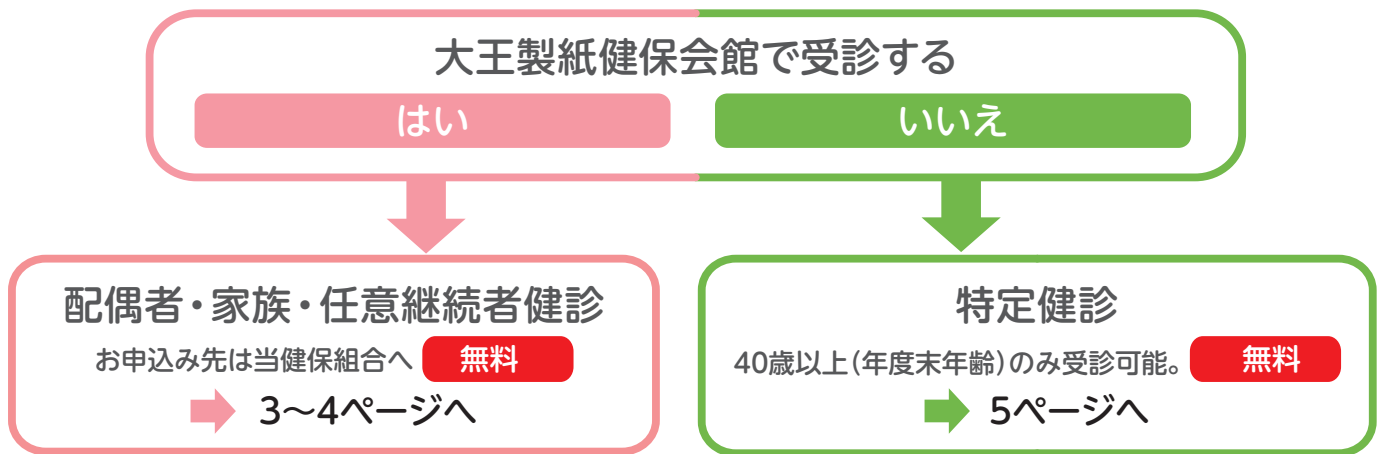 大王製紙健保会館で受診する
はい
いいえ
配偶者・家族・任意継続者健診
お申込み先は当健保組合へ 無料
3〜4ページへ
特定健診
40歳以上(年度末年齢)のみ受診可能。 無料
5ページへ